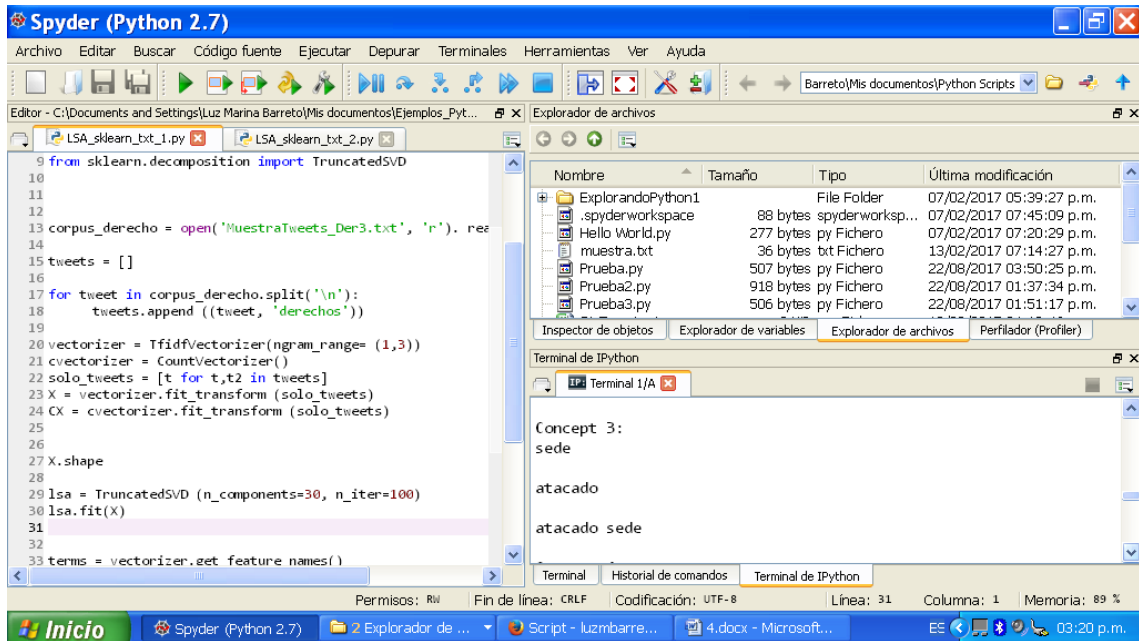 Spyder (Python 2.7)
Archivo Editar Buscar Código fuente Ejecutar Depurar Terminales Herramientas Ver Ayuda
Barreto\Mis documentos\Python Scripts
Editor - C:\Documents and Settings\Luz Marina Barreto\Mis documentos\Ejemplos_Pyt...
LSA_sklearn_txt_1.py LSA_sklearn_txt_2.py
9 from sklearn.decomposition import TruncatedSVD
10
11
12
13 corpus_derecho = open('MuestraTweets_Der3.txt', 'r'). rea
14
15 tweets = []
16
17 for tweet in corpus_derecho.split('\n'):
18 tweets.append ((tweet, 'derechos'))
19
20 vectorizer = TfidfVectorizer(ngram_range= (1,3))
21 cvectorizer = CountVectorizer()
22 solo_tweets = [t for t,t2 in tweets]
23 X = vectorizer.fit_transform (solo_tweets)
24 CX = cvectorizer.fit_transform (solo_tweets)
25
26
27 X.shape
28
29 lsa = TruncatedSVD (n_components=30, n_iter=100)
30 lsa.fit(X)
31
32
33 terms = vectorizer.get_feature_names()
Explorador de archivos
Nombre Tamaño Tipo Última modificación
ExplorandoPython1 File Folder 07/02/2017 05:39:27 p.m.
.spyderworkspace 88 bytes spyderworksp... 07/02/2017 07:45:09 p.m.
Hello World.py 277 bytes py Fichero 07/02/2017 07:20:29 p.m.
muestra.txt 36 bytes txt Fichero 13/02/2017 07:14:27 p.m.
Prueba.py 507 bytes py Fichero 22/08/2017 03:50:25 p.m.
Prueba2.py 918 bytes py Fichero 22/08/2017 01:37:34 p.m.
Prueba3.py 506 bytes py Fichero 22/08/2017 01:51:17 p.m.
Inspector de objetos Explorador de variables Explorador de archivos Perfilador (Profiler)
Terminal de IPython
IP: Terminal 1/A
Concept 3:
sede
atacado
atacado sede
Terminal Historial de comandos Terminal de IPython
Permisos: RW Fin de línea: CRLF Codificación: UTF-8 Línea: 31 Columna: 1 Memoria: 89 %
Inicio Spyder (Python 2.7) 2 Explorador de ... Script - luzmbarre... 4.docx - Microsoft... ES 03:20 p.m.